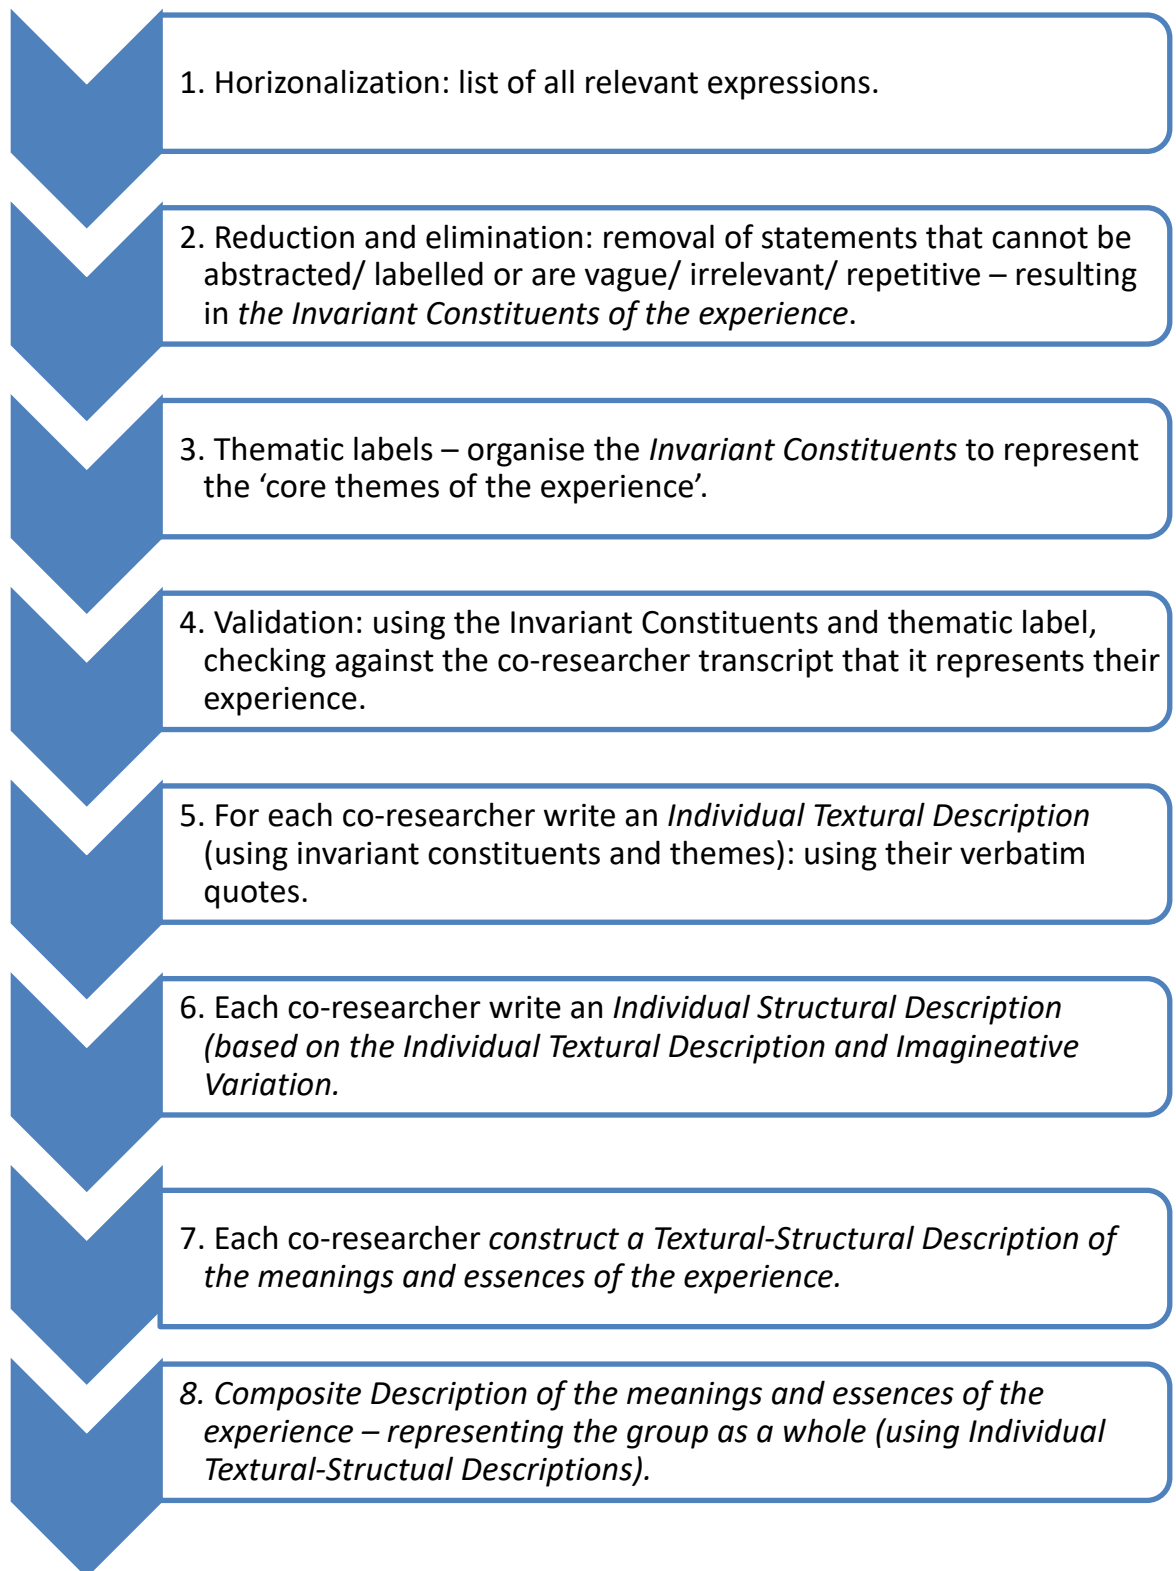 1. Horizonalization: list of all relevant expressions.
2. Reduction and elimination: removal of statements that cannot be
abstracted/ labelled or are vague/ irrelevant/ repetitive – resulting
in the Invariant Constituents of the experience.
3. Thematic labels – organise the Invariant Constituents to represent
the ‘core themes of the experience’.
4. Validation: using the Invariant Constituents and thematic label,
checking against the co-researcher transcript that it represents their
experience.
5. For each co-researcher write an Individual Textural Description
(using invariant constituents and themes): using their verbatim
quotes.
6. Each co-researcher write an Individual Structural Description
(based on the Individual Textural Description and Imagineative
Variation.
7. Each co-researcher construct a Textural-Structural Description of
the meanings and essences of the experience.
8. Composite Description of the meanings and essences of the
experience – representing the group as a whole (using Individual
Textural-Structual Descriptions).